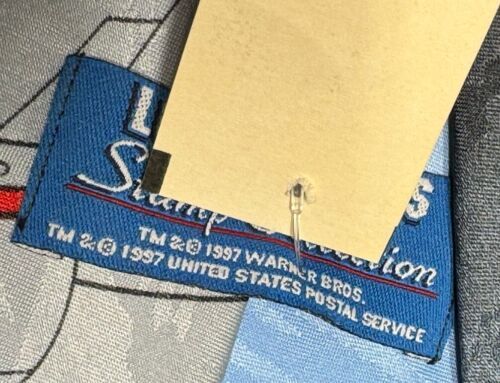 Stamp Collection
TM & © 1997 WARNER BROS.
TM & © 1997 UNITED STATES POSTAL SERVICE